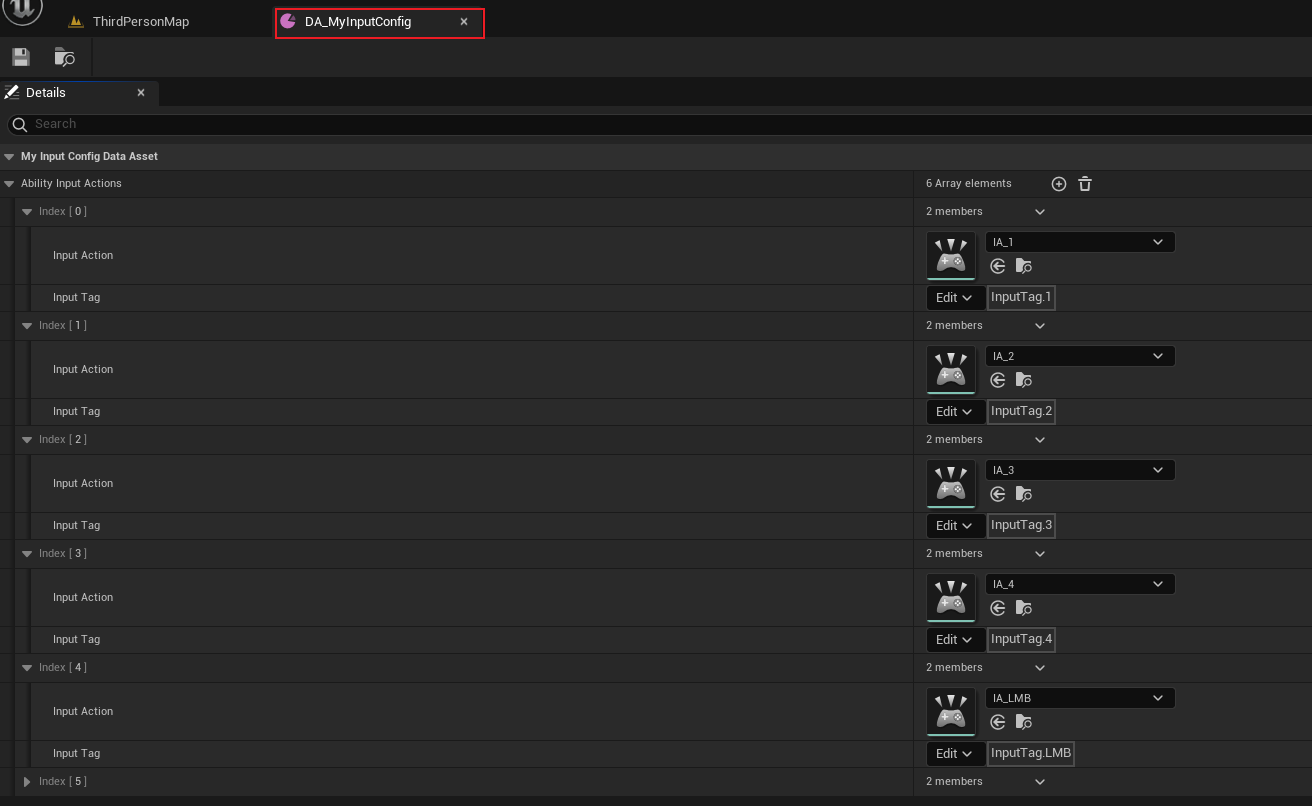 ThirdPersonMap
DA_MyInputConfig
Details
Search
My Input Config Data Asset
Ability Input Actions 6 Array elements
Index [ 0 ] 2 members
Input Action IA_1
Input Tag Edit InputTag.1
Index [ 1 ] 2 members
Input Action IA_2
Input Tag Edit InputTag.2
Index [ 2 ] 2 members
Input Action IA_3
Input Tag Edit InputTag.3
Index [ 3 ] 2 members
Input Action IA_4
Input Tag Edit InputTag.4
Index [ 4 ] 2 members
Input Action IA_LMB
Input Tag Edit InputTag.LMB
Index [ 5 ] 2 members